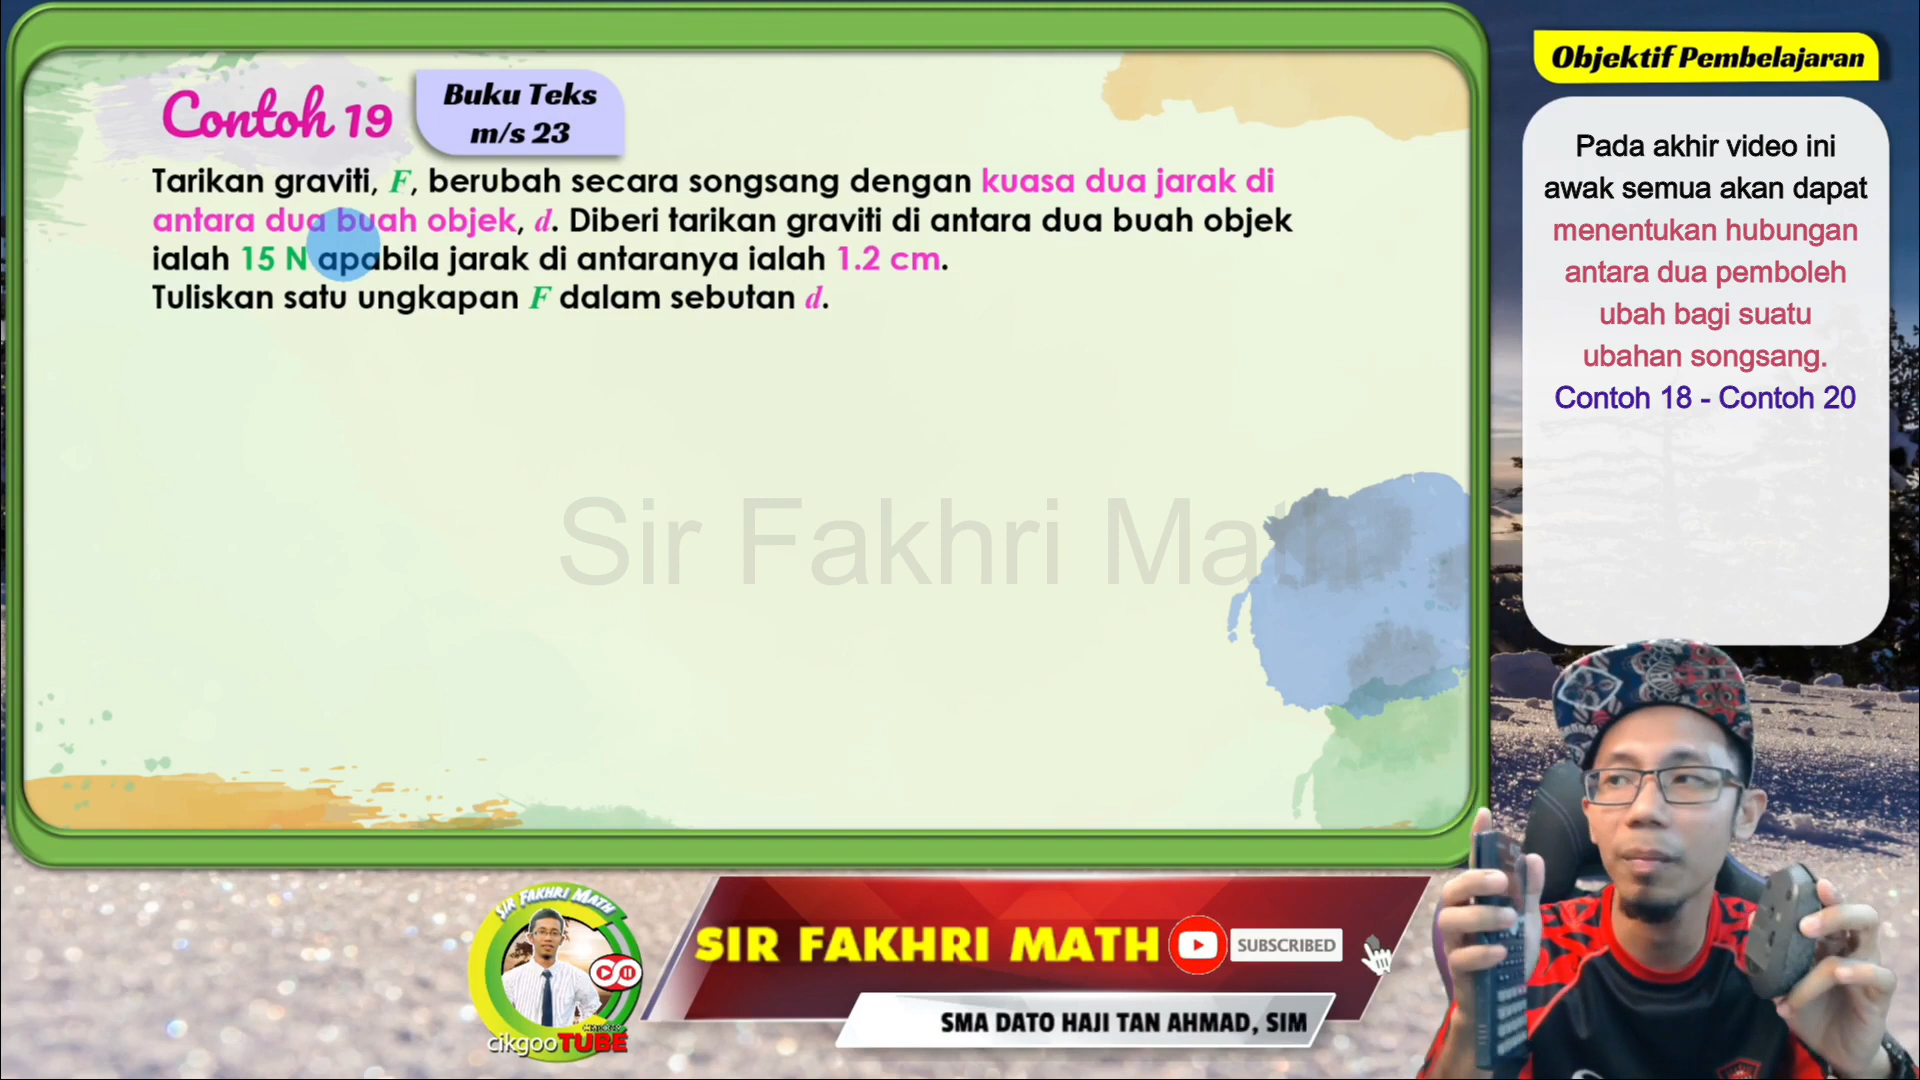 Contoh 19
Buku Teks
m/s 23
Tarikan graviti, F, berubah secara songsang dengan kuasa dua jarak di
antara dua buah objek, d. Diberi tarikan graviti di antara dua buah objek
ialah 15 N apabila jarak di antaranya ialah 1.2 cm.
Tuliskan satu ungkapan F dalam sebutan d.
Sir Fakhri Math
Objektif Pembelajaran
Pada akhir video ini
awak semua akan dapat
menentukan hubungan
antara dua pemboleh
ubah bagi suatu
ubahan songsang.
Contoh 18 - Contoh 20
SIR FAKHRI MATH
cikgooTUBE
SIR FAKHRI MATH
SUBSCRIBED
SMA DATO HAJI TAN AHMAD, SIM